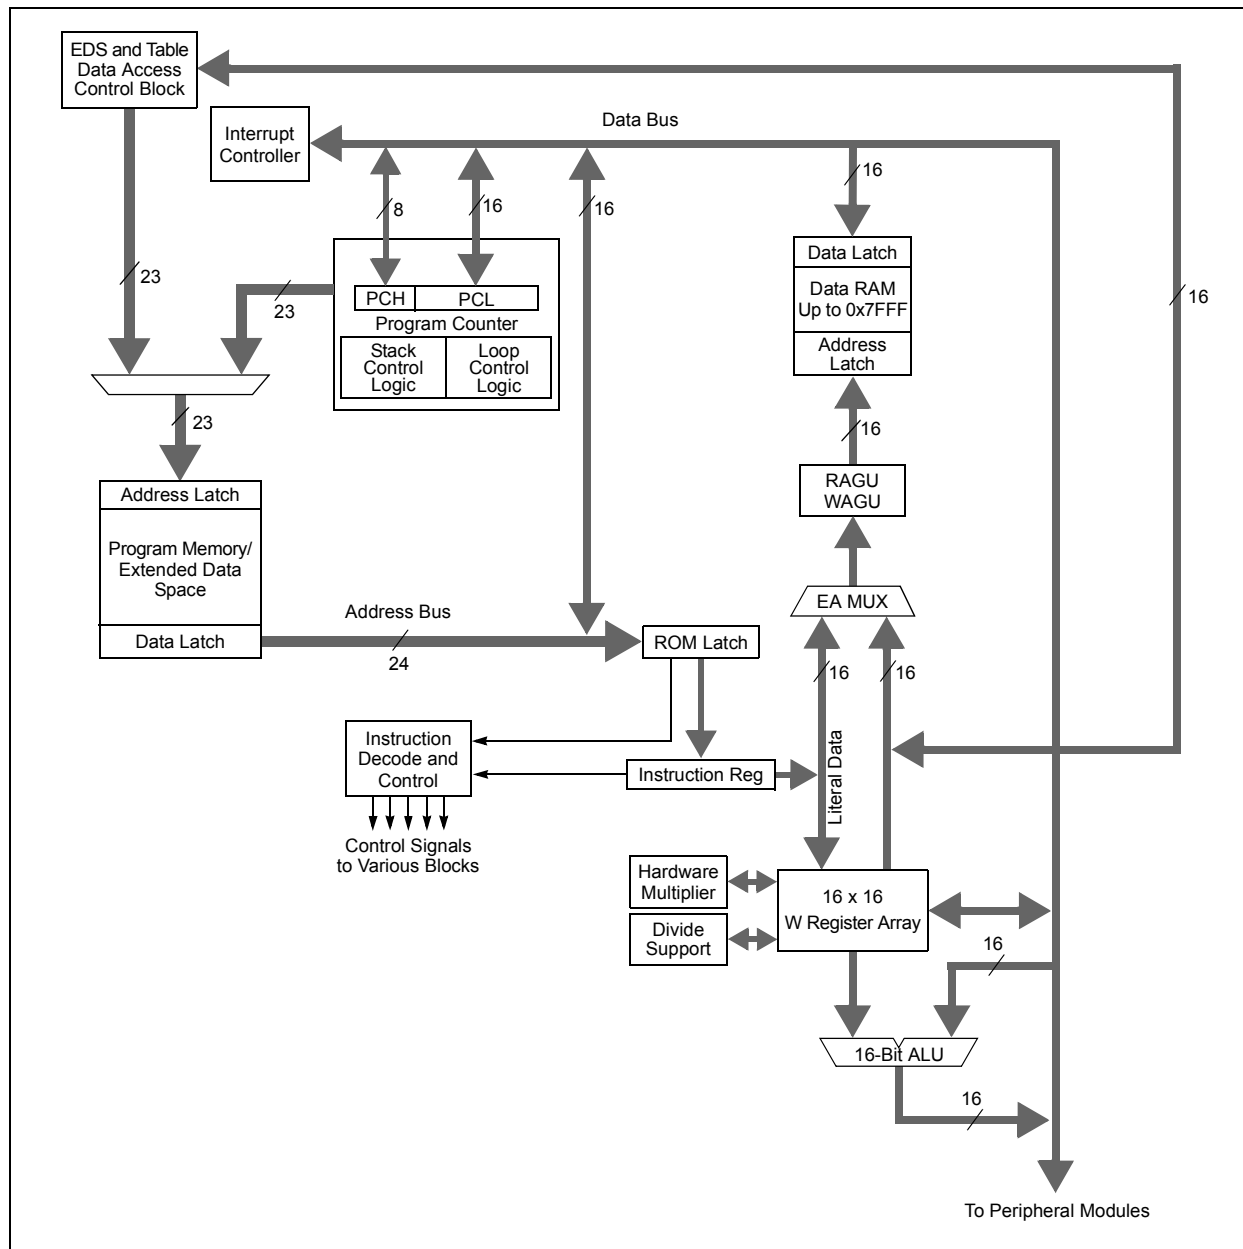 EDS and Table
Data Access
Control Block
Interrupt
Controller
Data Bus
8
16
16
16
16
23
23
23
PCH
PCL
Program Counter
Stack
Control
Logic
Loop
Control
Logic
Data Latch
Data RAM
Up to 0x7FFF
Address
Latch
16
RAGU
WAGU
EA MUX
16
16
Address Latch
Program Memory/
Extended Data
Space
Data Latch
Address Bus
24
ROM Latch
Instruction
Decode and
Control
Instruction Reg
Literal Data
Control Signals
to Various Blocks
Hardware
Multiplier
Divide
Support
16 x 16
W Register Array
16
16-Bit ALU
16
To Peripheral Modules